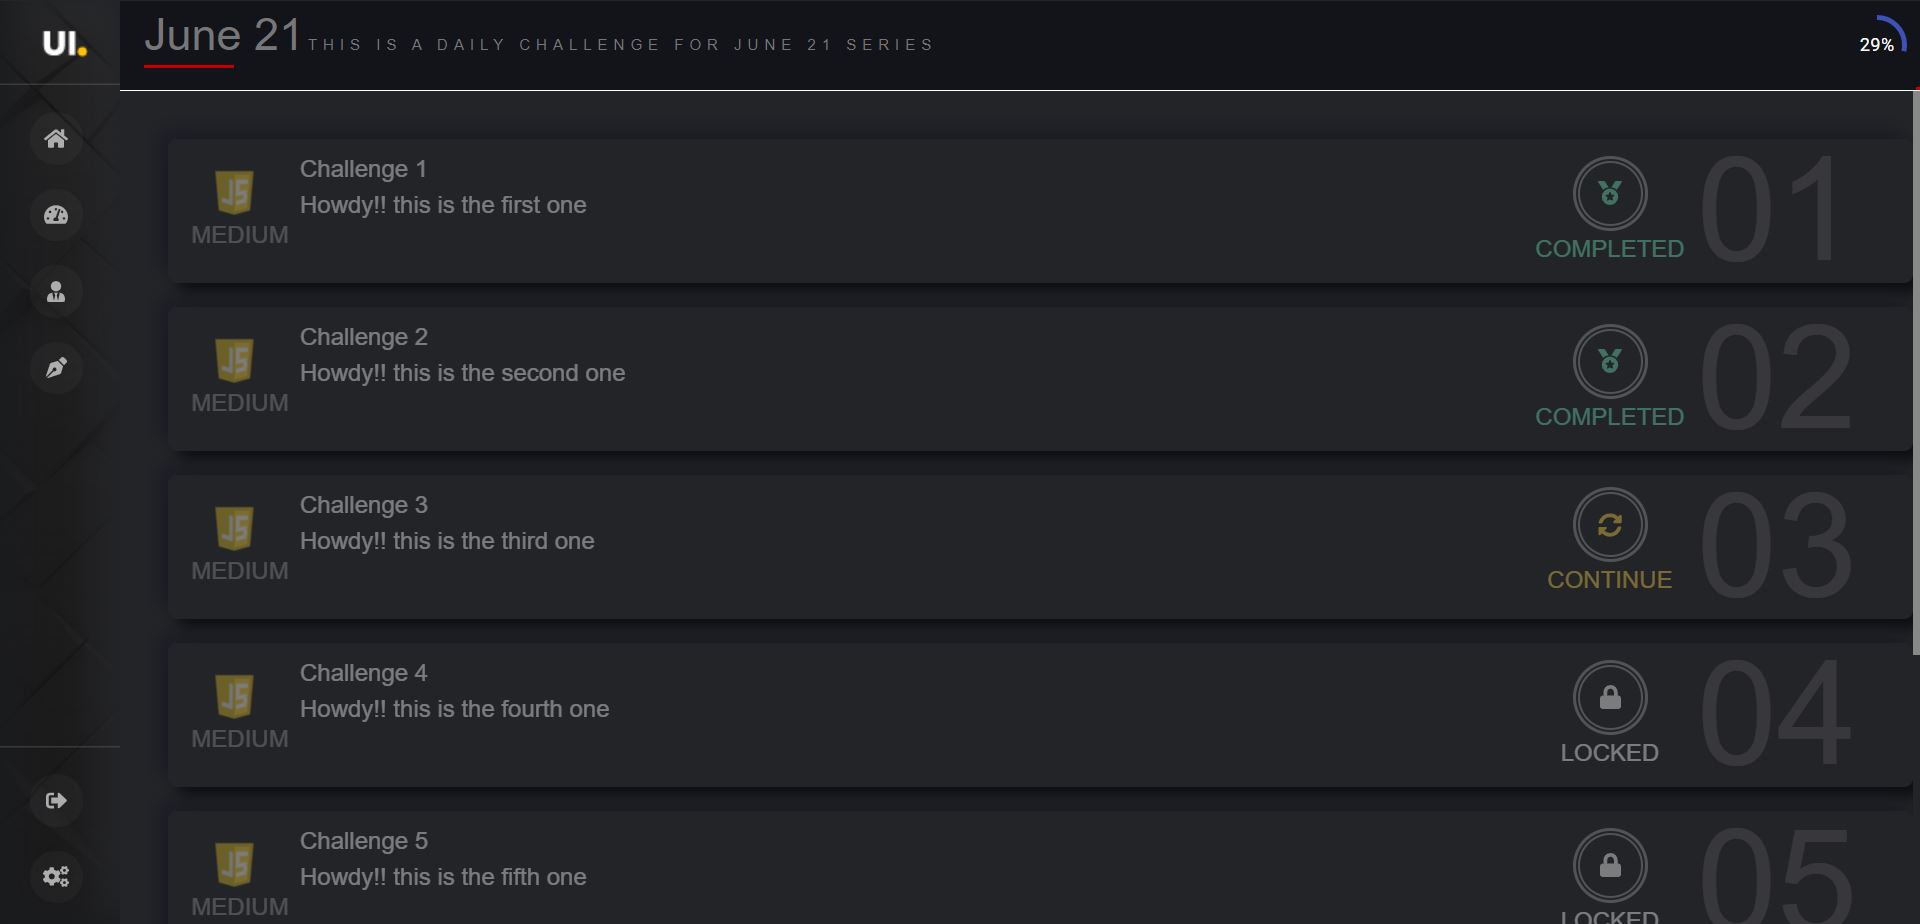 UI.
June 21 THIS IS A DAILY CHALLENGE FOR JUNE 21 SERIES
29%
Challenge 1
Howdy!! this is the first one
JS
MEDIUM
COMPLETED
01
Challenge 2
Howdy!! this is the second one
JS
MEDIUM
COMPLETED
02
Challenge 3
Howdy!! this is the third one
JS
MEDIUM
CONTINUE
03
Challenge 4
Howdy!! this is the fourth one
JS
MEDIUM
LOCKED
04
Challenge 5
Howdy!! this is the fifth one
JS
MEDIUM
LOCKED
05